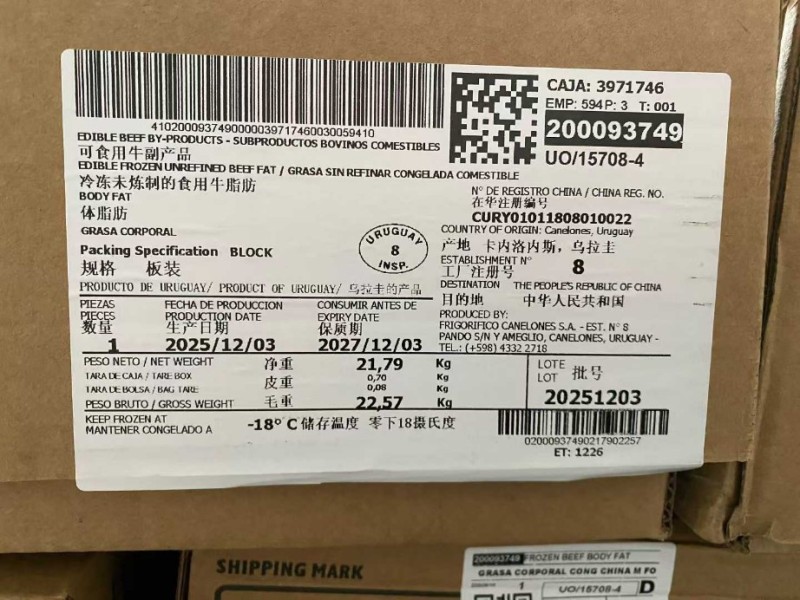 CAJA: 3971746
EMP: 594 P: 3 T: 001
200093749
UO/15708-4
41020009374900000397174600300594 10
EDIBLE BEEF BY-PRODUCTS - SUBPRODUCTOS BOVINOS COMESTIBLES
可食用牛副产品
EDIBLE FROZEN UNREFINED BEEF FAT / GRASA SIN REFINAR CONGELADA COMESTIBLE
冷冻未炼制的食用牛脂肪
BODY FAT
体脂肪
GRASA CORPORAL
Packing Specification BLOCK
规格 板装
URUGUAY
8
INSP.
Nº DE REGISTRO CHINA / CHINA REG. NO.
在华注册编号
CURY01011808010022
COUNTRY OF ORIGIN: Canelones, Uruguay
产地 卡内洛内斯，乌拉圭
ESTABLISHMENT Nº
工厂注册号 8
DESTINATION THE PEOPLE'S REPUBLIC OF CHINA
目的地 中华人民共和国
PRODUCED BY:
FRIGORIFICO CANELONES S.A. - EST. Nº 8
PANDO S/N Y AMEGLIO, CANELONES, URUGUAY -
TEL.: (+598) 4332 2718
PRODUCTO DE URUGUAY/ PRODUCT OF URUGUAY/ 乌拉圭的产品
PIEZAS FECHA DE PRODUCCION CONSUMIR ANTES DE
PIECES PRODUCTION DATE EXPIRY DATE
数量 生产日期 保质期
1 2025/12/03 2027/12/03
PESO NETO / NET WEIGHT 净重 21,79 Kg
TARA DE CAJA / TARE BOX 皮重 0,70 Kg
TARA DE BOLSA / BAG TARE 0,08 Kg
PESO BRUTO / GROSS WEIGHT 毛重 22,57 Kg
LOTE
LOT 批号
20251203
KEEP FROZEN AT
MANTENER CONGELADO A -18º C 储存温度 零下18摄氏度
02000937490217902257
ET: 1226
SHIPPING MARK
200093749 FROZEN BEEF BODY FAT
GRASA CORPORAL CONG CHINA M FO
1 UO/15708-4 D